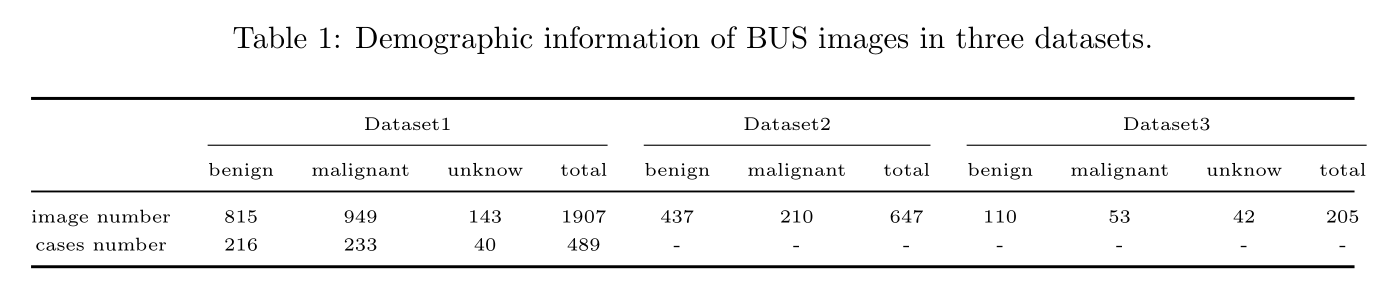 Table 1: Demographic information of BUS images in three datasets.
Dataset1 Dataset2 Dataset3
benign malignant unknow total benign malignant total benign malignant unknow total
image number 815 949 143 1907 437 210 647 110 53 42 205
cases number 216 233 40 489 - - - - - - -